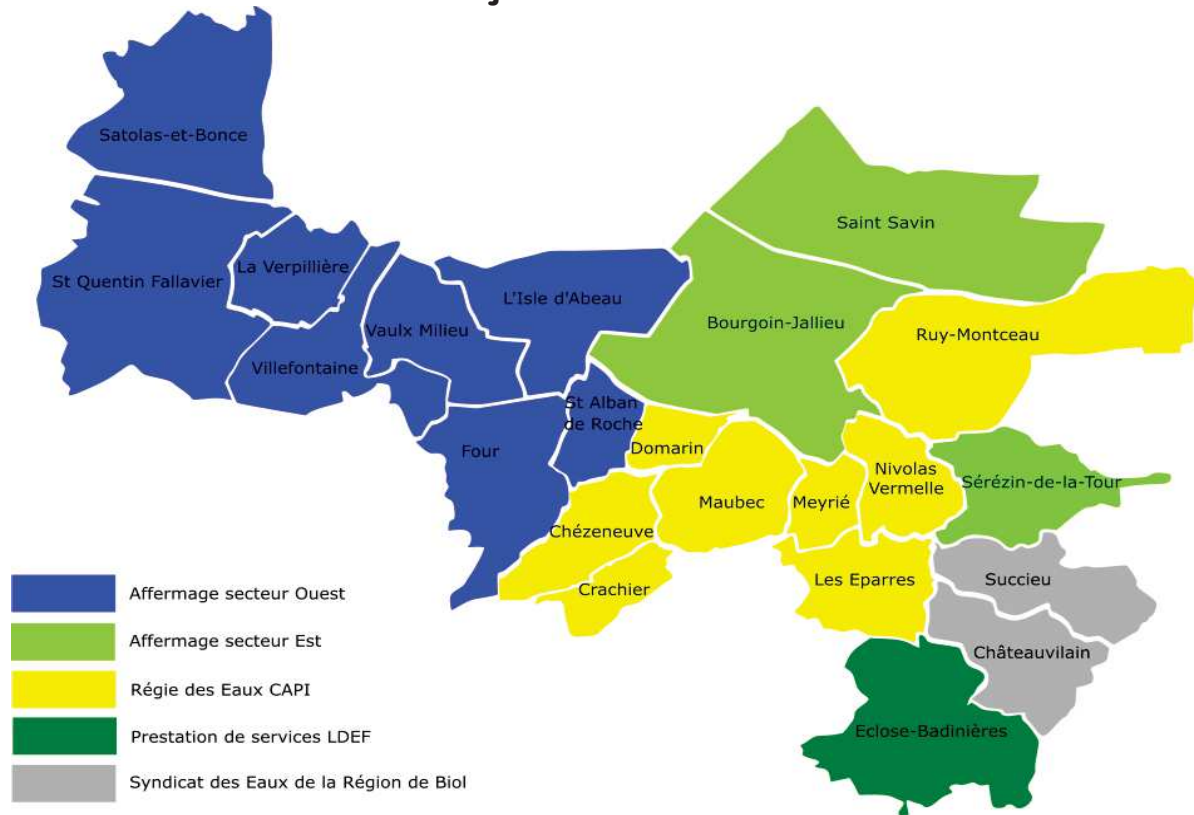 Satolas-et-Bonce
Saint Savin
La Verpillière
St Quentin Fallavier
L'Isle d'Abeau
Bourgoin-Jallieu
Vaulx Milieu
Ruy-Montceau
Villefontaine
St Alban
de Roche
Domarin
Four
Nivolas
Vermelle
Sérézin-de-la-Tour
Maubec
Meyrié
Chézeneuve
Les Eparres
Succieu
Crachier
Châteauvilain
Eclose-Badinières
Affermage secteur Ouest
Affermage secteur Est
Régie des Eaux CAPI
Prestation de services LDEF
Syndicat des Eaux de la Région de Biol